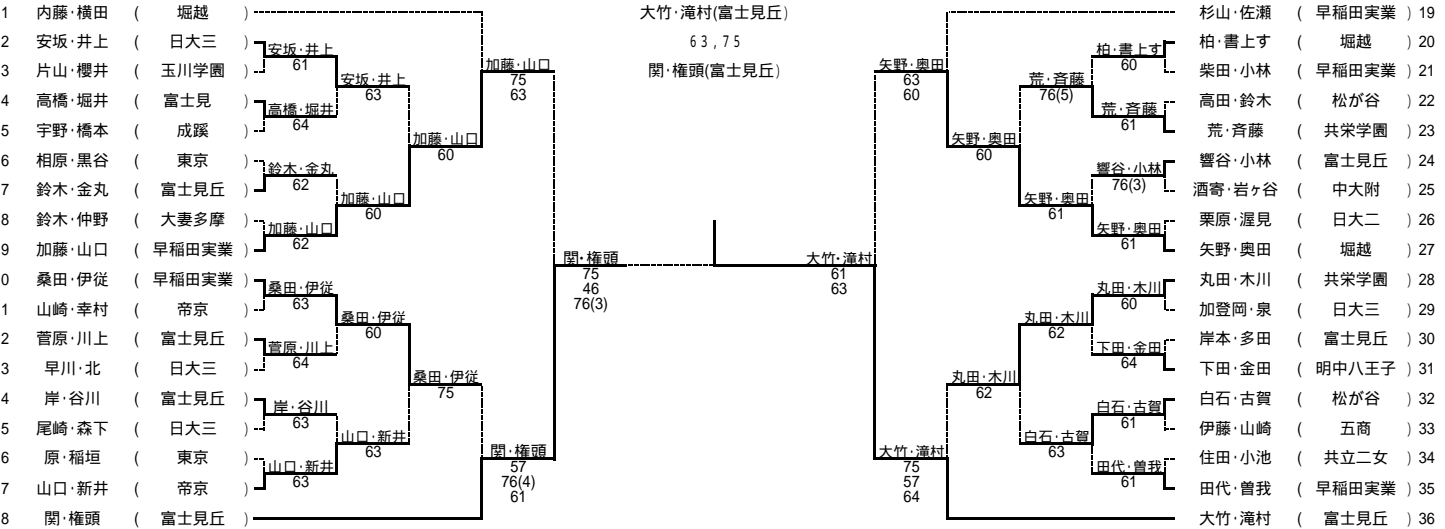 大竹・滝村(富士見丘)
63,75
関・権頭(富士見丘)
1 内藤・横田 ( 堀越 )
2 安坂・井上 ( 日大三 )
3 片山・櫻井 ( 玉川学園 )
4 高橋・堀井 ( 富士見 )
5 宇野・橋本 ( 成蹊 )
6 相原・黒谷 ( 東京 )
7 鈴木・金丸 ( 富士見丘 )
8 鈴木・仲野 ( 大妻多摩 )
9 加藤・山口 ( 早稲田実業 )
0 桑田・伊従 ( 早稲田実業 )
1 山崎・幸村 ( 帝京 )
2 菅原・川上 ( 富士見丘 )
3 早川・北 ( 日大三 )
4 岸・谷川 ( 富士見丘 )
5 尾崎・森下 ( 日大三 )
6 原・稲垣 ( 東京 )
7 山口・新井 ( 帝京 )
8 関・権頭 ( 富士見丘 )
安坂・井上
61
高橋・堀井
64
鈴木・金丸
62
加藤・山口
62
桑田・伊従
63
菅原・川上
64
岸・谷川
63
山口・新井
63
安坂・井上
63
加藤・山口
60
桑田・伊従
60
山口・新井
63
加藤・山口
60
桑田・伊従
75
加藤・山口
75
63
関・権頭
57
76(4)
61
関・権頭
75
46
76(3)
大竹・滝村
61
63
矢野・奥田
63
60
大竹・滝村
75
57
64
矢野・奥田
60
丸田・木川
62
荒・斉藤
76(5)
矢野・奥田
61
丸田・木川
62
白石・古賀
63
柏・書上す
60
荒・斉藤
61
響谷・小林
76(3)
矢野・奥田
61
丸田・木川
60
下田・金田
64
白石・古賀
61
田代・曽我
61
杉山・佐瀬 ( 早稲田実業 ) 19
柏・書上す ( 堀越 ) 20
柴田・小林 ( 早稲田実業 ) 21
高田・鈴木 ( 松が谷 ) 22
荒・斉藤 ( 共栄学園 ) 23
響谷・小林 ( 富士見丘 ) 24
酒寄・岩ヶ谷 ( 中大附 ) 25
栗原・渥見 ( 日大二 ) 26
矢野・奥田 ( 堀越 ) 27
丸田・木川 ( 共栄学園 ) 28
加登岡・泉 ( 日大三 ) 29
岸本・多田 ( 富士見丘 ) 30
下田・金田 ( 明中八王子 ) 31
白石・古賀 ( 松が谷 ) 32
伊藤・山崎 ( 五商 ) 33
住田・小池 ( 共立二女 ) 34
田代・曽我 ( 早稲田実業 ) 35
大竹・滝村 ( 富士見丘 ) 36